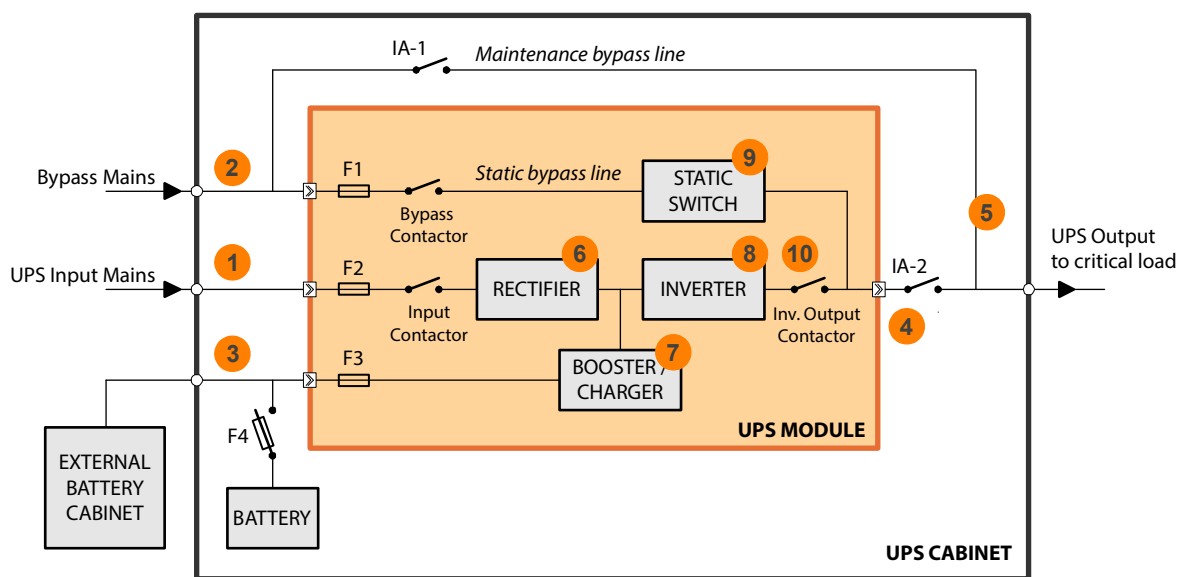 IA-1
Maintenance bypass line
2
Bypass Mains
F1
Static bypass line
9
STATIC
SWITCH
Bypass
Contactor
5
UPS Output
to critical load
1
UPS Input Mains
F2
6
RECTIFIER
8
INVERTER
10
IA-2
Input
Contactor
Inv. Output
Contactor
4
3
F3
7
BOOSTER /
CHARGER
UPS MODULE
F4
EXTERNAL
BATTERY
CABINET
BATTERY
UPS CABINET